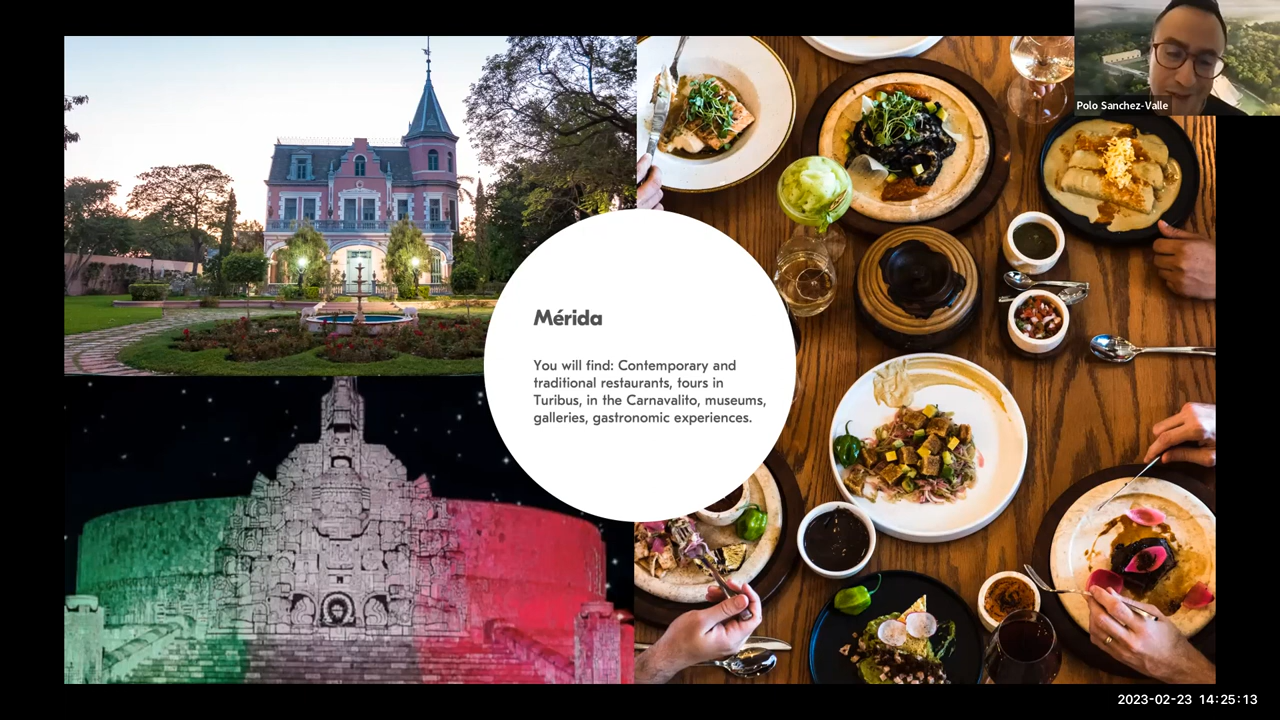 Polo Sanchez-Valle
Mérida
You will find: Contemporary and
traditional restaurants, tours in
Turibus, in the Carnavalito, museums,
galleries, gastronomic experiences.
2023-02-23 14:25:13